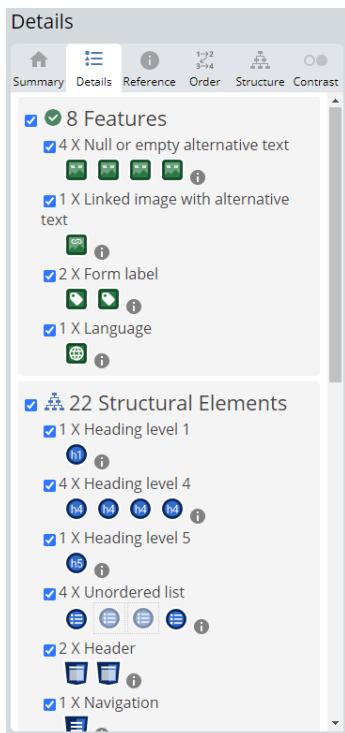 Details
1→2
3→4
Summary Details Reference Order Structure Contrast
8 Features
4 X Null or empty alternative text
1 X Linked image with alternative
text
2 X Form label
1 X Language
22 Structural Elements
1 X Heading level 1
h1
4 X Heading level 4
h4 h4 h4 h4
1 X Heading level 5
h5
4 X Unordered list
2 X Header
1 X Navigation